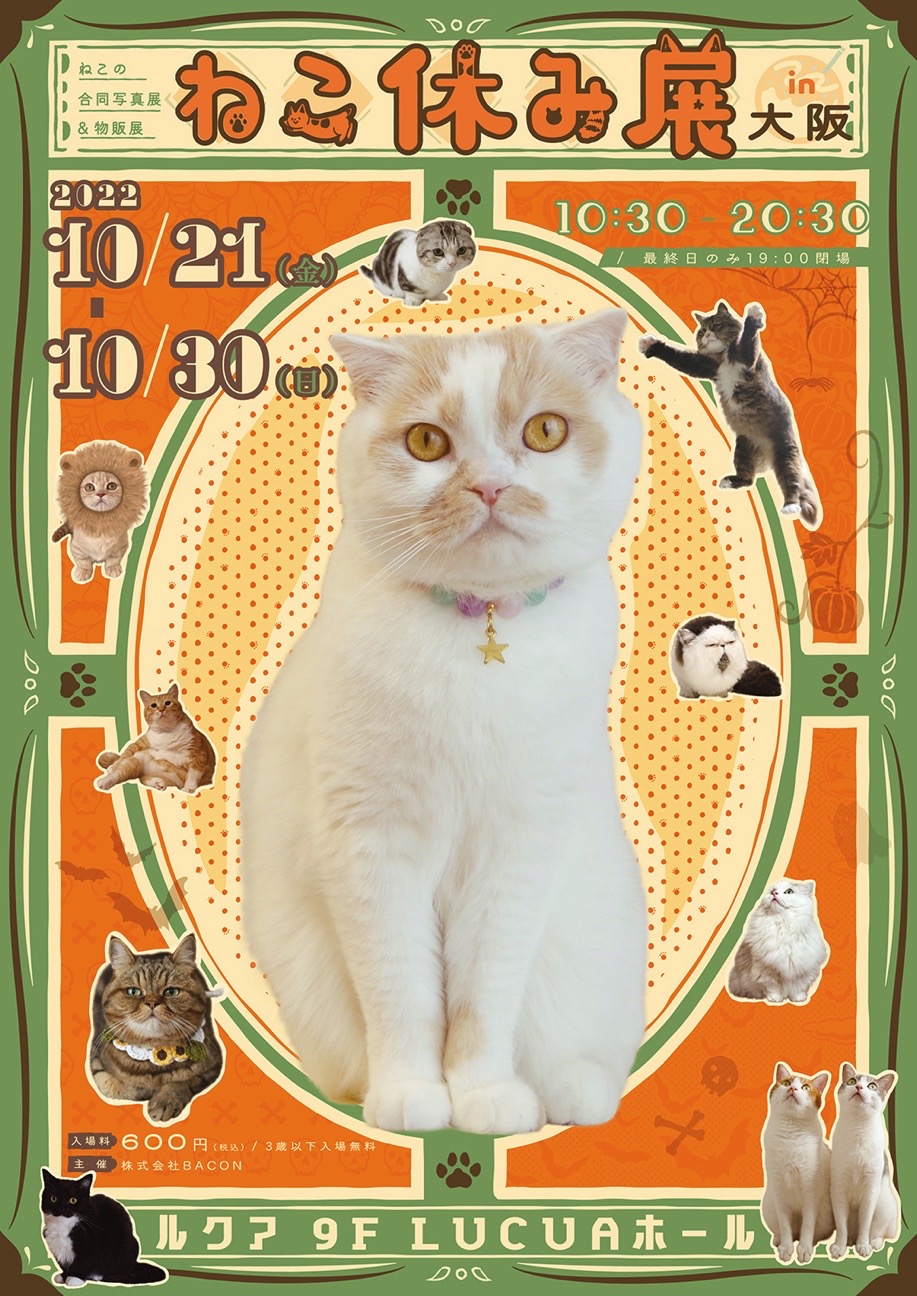 ねこの
合同写真展
& 物販展
ねこ休み展
in
大阪
2022
10/21(金)
-
10/30(日)
10:30 - 20:30
/ 最終日のみ19:00閉場
入場料 600円(税込) / 3歳以下入場無料
主催 株式会社BACON
ルクア 9F LUCUAホール